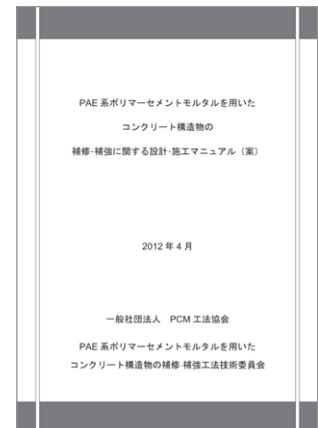 PAE 系ポリマーセメントモルタルを用いた
コンクリート構造物の
補修･補強に関する設計･施工マニュアル（案）
2012 年 4 月
一般社団法人　PCM 工法協会
PAE 系ポリマーセメントモルタルを用いた
コンクリート構造物の補修･補強工法技術委員会